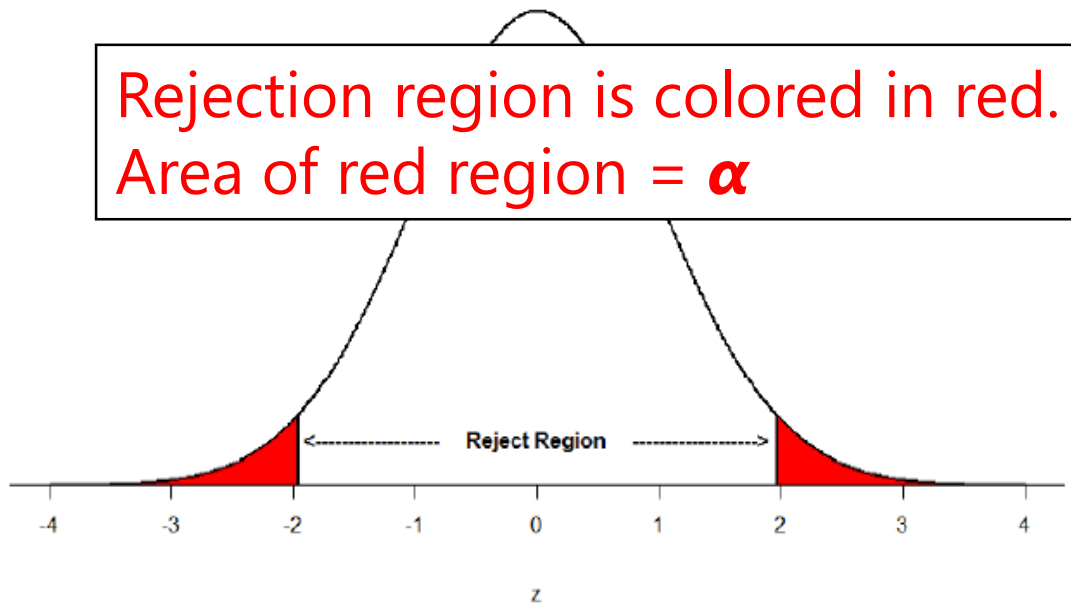 Rejection region is colored in red.
Area of red region = α
<------------------- Reject Region ------------------->
-4 -3 -2 -1 0 1 2 3 4
z